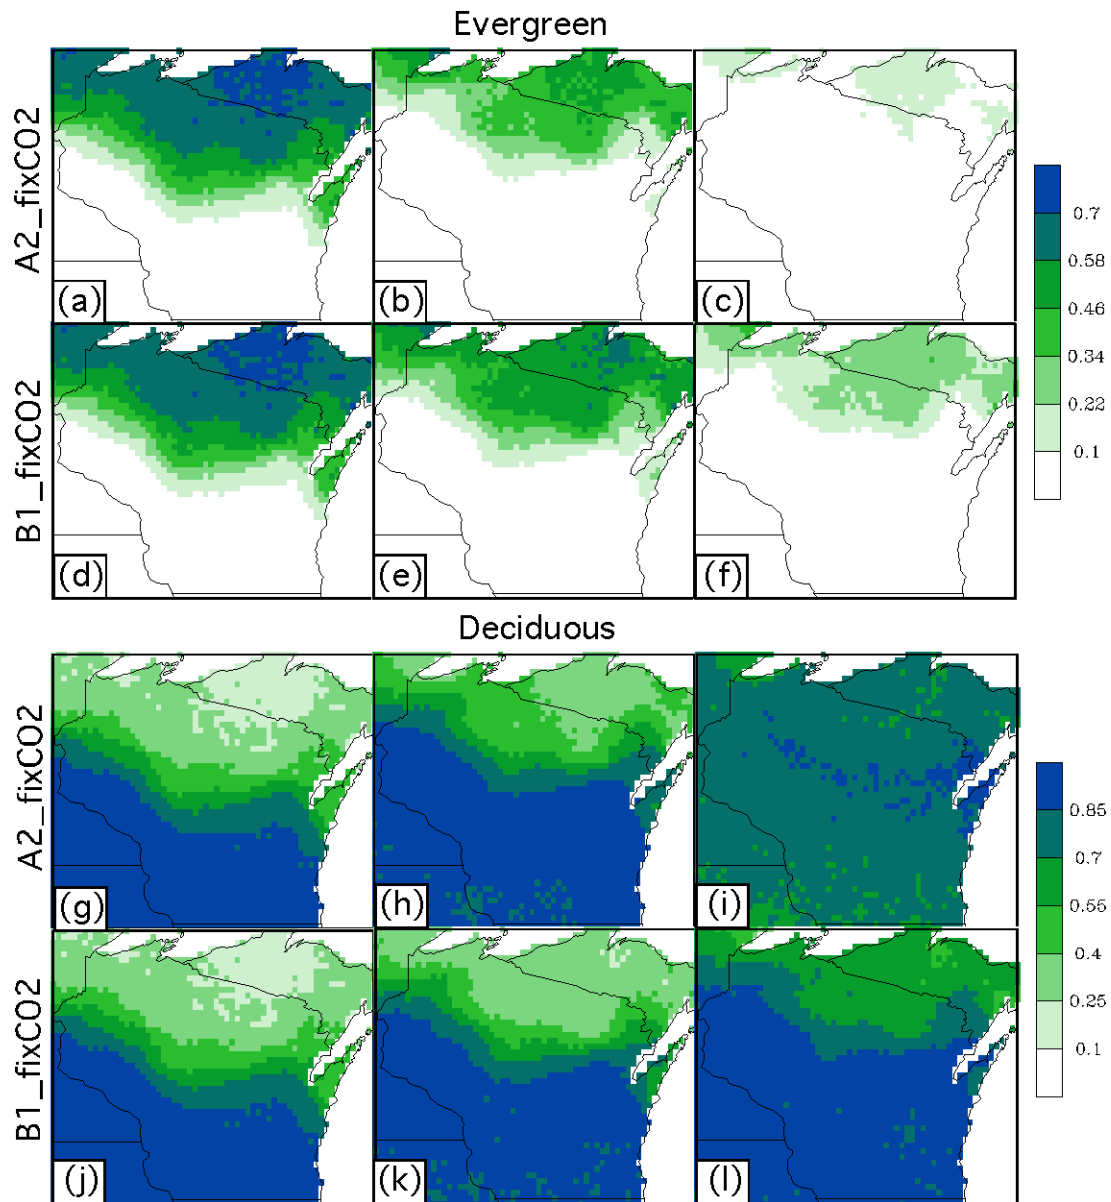 Evergreen
A2_fixCO2
(a)
(b)
(c)
0.7
0.58
0.46
0.34
0.22
0.1
B1_fixCO2
(d)
(e)
(f)
Deciduous
A2_fixCO2
(g)
(h)
(i)
0.85
0.7
0.55
0.4
0.25
0.1
B1_fixCO2
(j)
(k)
(l)